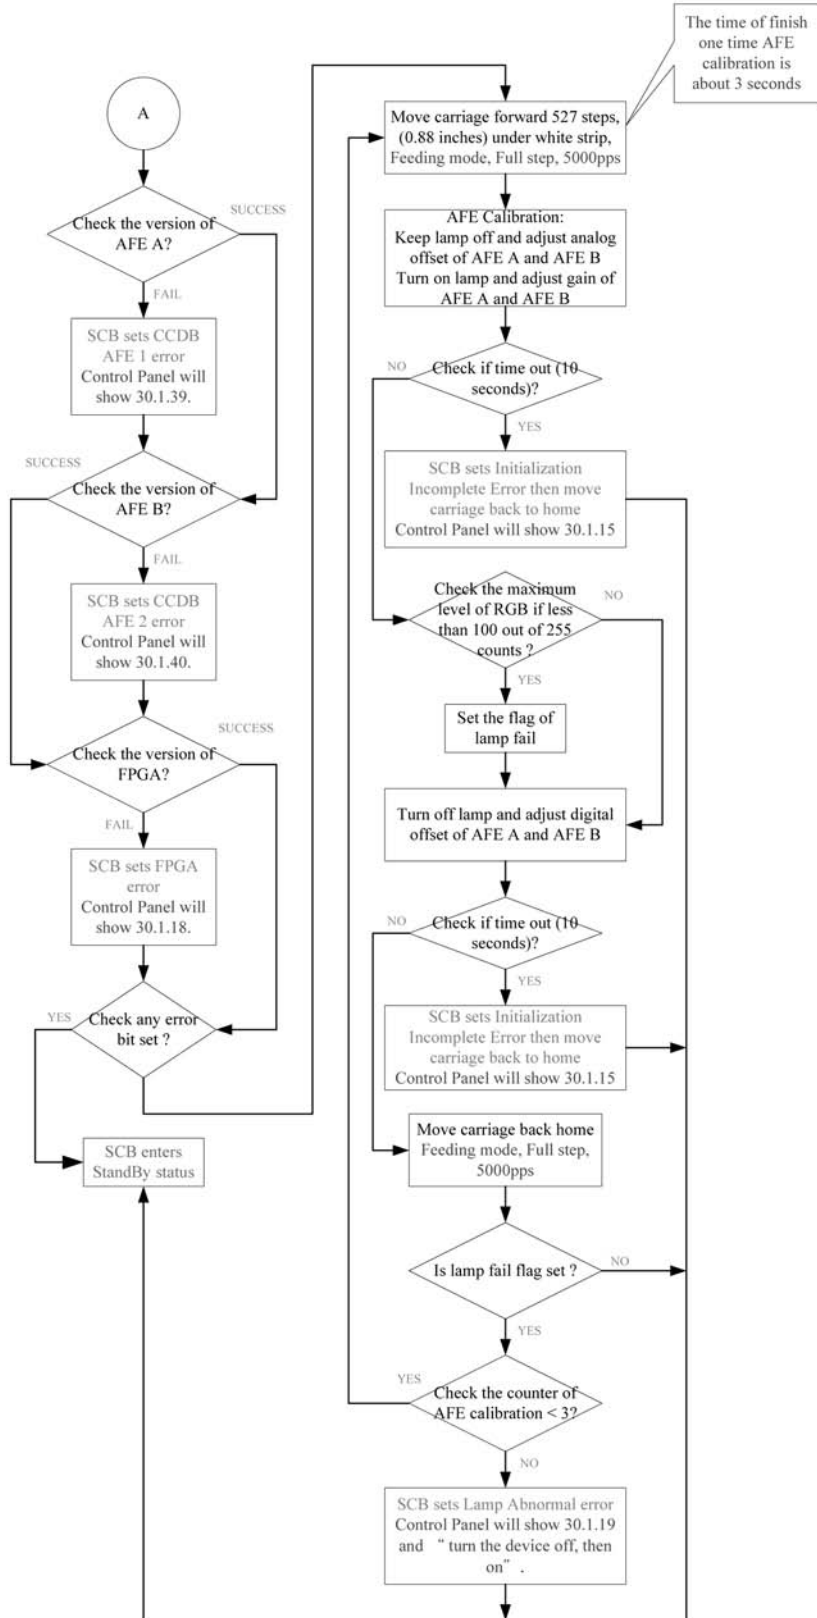 The time of finish
one time AFE
calibration is
about 3 seconds
A
Check the version of
AFE A?
SUCCESS
FAIL
SCB sets CCDB
AFE 1 error
Control Panel will
show 30.1.39.
SUCCESS
Check the version of
AFE B?
FAIL
SCB sets CCDB
AFE 2 error
Control Panel will
show 30.1.40.
SUCCESS
Check the version of
FPGA?
FAIL
SCB sets FPGA
error
Control Panel will
show 30.1.18.
YES
Check any error
bit set ?
SCB enters
StandBy status
Move carriage forward 527 steps,
(0.88 inches) under white strip,
Feeding mode, Full step, 5000pps
AFE Calibration:
Keep lamp off and adjust analog
offset of AFE A and AFE B
Turn on lamp and adjust gain of
AFE A and AFE B
NO
Check if time out (10
seconds)?
YES
SCB sets Initialization
Incomplete Error then move
carriage back to home
Control Panel will show 30.1.15
Check the maximum
level of RGB if less
than 100 out of 255
counts ?
NO
YES
Set the flag of
lamp fail
Turn off lamp and adjust digital
offset of AFE A and AFE B
NO
Check if time out (10
seconds)?
YES
SCB sets Initialization
Incomplete Error then move
carriage back to home
Control Panel will show 30.1.15
Move carriage back home
Feeding mode, Full step,
5000pps
Is lamp fail flag set ?
NO
YES
YES
Check the counter of
AFE calibration < 3?
NO
SCB sets Lamp Abnormal error
Control Panel will show 30.1.19
and “ turn the device off, then
on” .